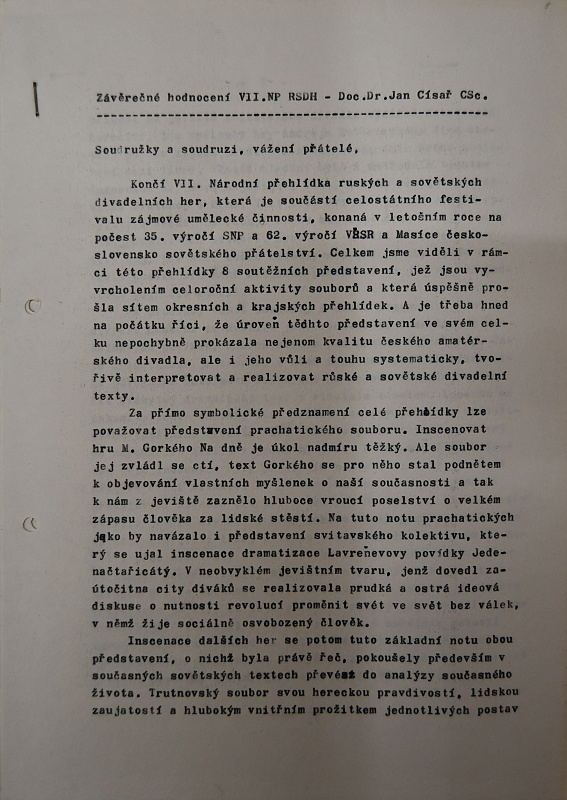 Závěrečné hodnocení VII.NP RSDH - Doc.Dr.Jan Císař CSc.
Soudružky a soudruzi, vážení přátelé,
Končí VII. Národní přehlídka ruských a sovětských
divadelních her, která je součástí celostátního festi-
valu zájmové umělecké činnosti, konaná v letošním roce na
počest 35. výročí SNP a 62. výročí VŘSR a Měsíce česko-
slovensko sovětského přátelství. Celkem jsme viděli v rám-
ci této přehlídky 8 soutěžních představení, jež jsou vy-
vrcholením celoroční aktivity souborů a která úspěšně pro-
šla sítem okresních a krajských přehlídek. A je třeba hned
na počátku říci, že úroveň těchto představení ve svém cel-
ku nepochybně prokázala nejenom kvalitu českého amatér-
ského divadla, ale i jeho vůli a touhu systematicky, tvo-
řivě interpretovat a realizovat růské a sovětské divadelní
texty.
Za přímo symbolické předznamení celé přehlídky lze
považovat představení prachatického souboru. Inscenovat
hru M. Gorkého Na dně je úkol nadmíru těžký. Ale soubor
jej zvládl se ctí, text Gorkého se pro něho stal podnětem
k objevování vlastních myšlenek o naší současnosti a tak
k nám z jeviště zaznělo hluboce vroucí poselství o velkém
zápasu člověka za lidské stěstí. Na tuto notu prachatických
jako by navázalo i představení svitavského kolektivu, kte-
rý se ujal inscenace dramatizace Lavreněvovy povídky Jede-
načtařicátý. V neobvyklém jevištním tvaru, jenž dovedl za-
útočitna city diváků se realizovala prudká a ostrá ideová
diskuse o nutnosti revolucí proměnit svět ve svět bez válek,
v němž žije sociálně osvobozený člověk.
Inscenace dalších her se potom tuto základní notu obou
představení, o nichž byla právě řeč, pokoušely především v
současných sovětských textech převést do analýzy současného
života. Trutnovský soubor svou hereckou pravdivostí, lidskou
zaujatostí a hlubokým vnitřním prožitkem jednotlivých postav